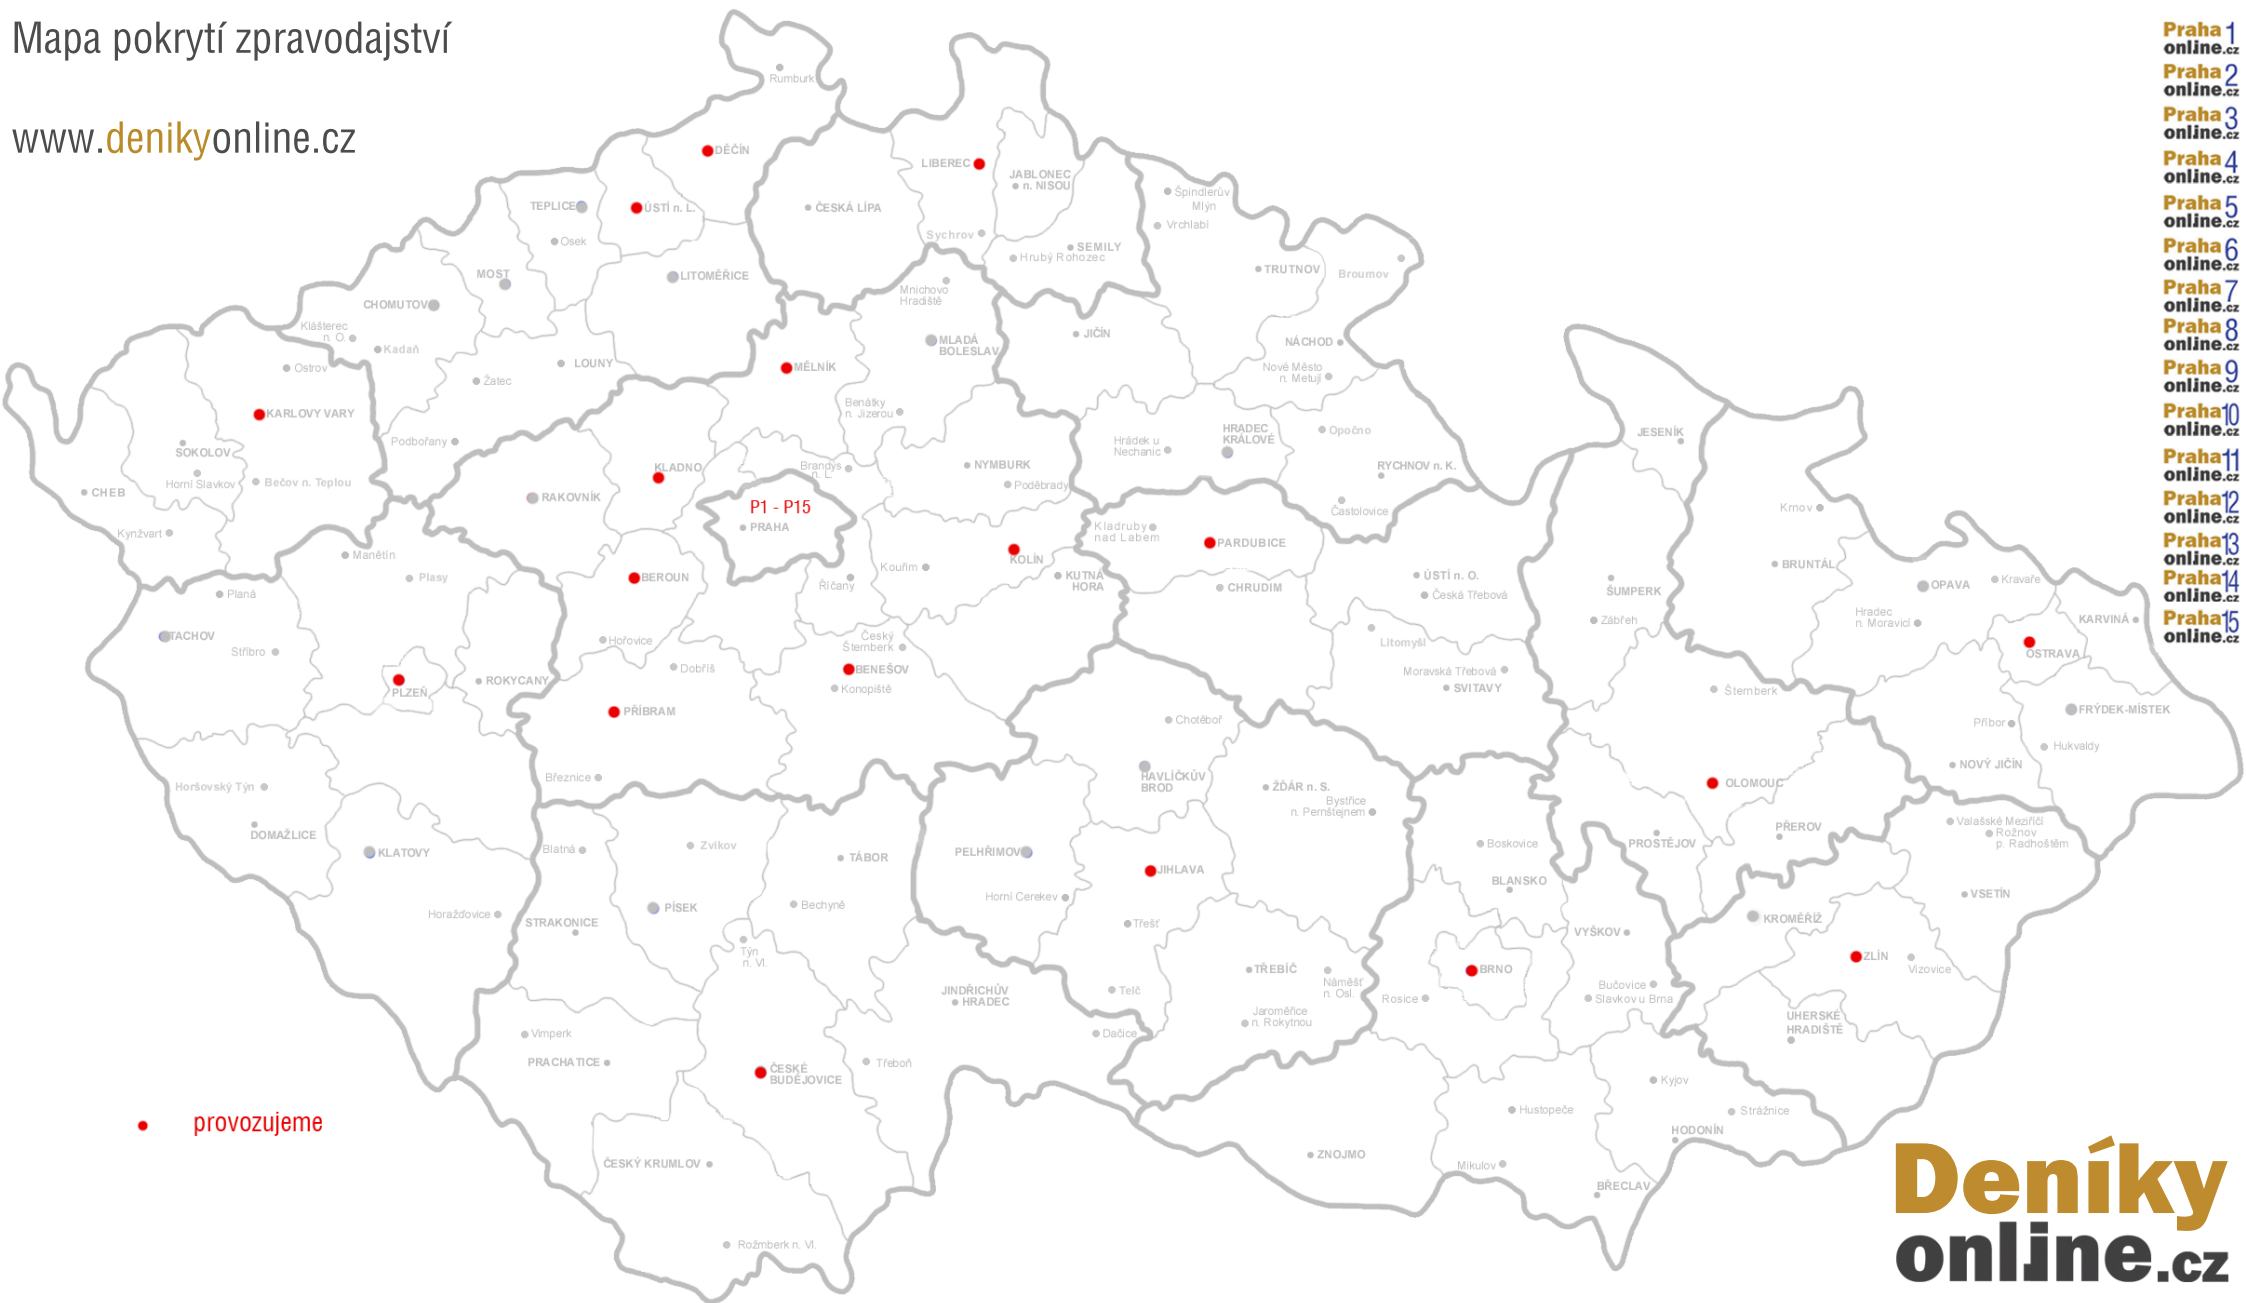 Mapa pokrytí zpravodajství
www.denikyonline.cz
Rumburk
DĚČÍN
LIBEREC
JABLONEC
n. NISOU
TEPLICE
ÚSTÍ n. L.
ČESKÁ LÍPA
Špindlerův
Mlýn
Vrchlabí
Osek
Sychrov
SEMILY
Hrubý Rohozec
MOST
LITOMĚŘICE
TRUTNOV
Broumov
CHOMUTOV
Mnichovo
Hradiště
Klášterec
n. O.
Kadaň
MLADÁ
BOLESLAV
JIČÍN
NÁCHOD
Ostrov
Žatec
LOUNY
MĚLNÍK
Nové Město
n. Metují
KARLOVY VARY
Benátky
n. Jizerou
Podbořany
SOKOLOV
Horní Slavkov
Hrádek u
Nechanic
HRADEC
KRÁLOVÉ
Opočno
JESENÍK
CHEB
Bečov n. Teplou
KLADNO
Brandýs
n. L.
NYMBURK
Poděbrady
RYCHNOV n. K.
RAKOVNÍK
P1 - P15
PRAHA
Častolovice
Krnov
Kynžvart
Manětín
Kladruby
nad Labem
PARDUBICE
KOLÍN
Plasy
BEROUN
Říčany
Kouřim
KUTNÁ
HORA
CHRUDIM
ÚSTÍ n. O.
Česká Třebová
ŠUMPERK
BRUNTÁL
OPAVA
Kravaře
Planá
TACHOV
Stříbro
Hořovice
Český
Šternberk
Litomyšl
Zábřeh
Hradec
n. Moravicí
KARVINÁ
OSTRAVA
PLZEŇ
ROKYCANY
Dobříš
BENEŠOV
Konopiště
Moravská Třebová
SVITAVY
Šternberk
PŘÍBRAM
Chotěboř
Příbor
FRÝDEK-MÍSTEK
Hukvaldy
Horšovský Týn
Březnice
HAVLÍČKŮV
BROD
ŽĎÁR n. S.
Bystřice
n. Pernštejnem
OLOMOUC
NOVÝ JIČÍN
DOMAŽLICE
KLATOVY
Blatná
Zvíkov
TÁBOR
PELHŘIMOV
JIHLAVA
Boskovice
BLANSKO
PROSTĚJOV
PŘEROV
Valašské Meziříčí
Rožnov
p. Radhoštěm
VSETÍN
Horažďovice
STRAKONICE
PÍSEK
Bechyně
Horní Cerekev
Třešť
VYŠKOV
KROMĚŘÍŽ
Týn
n. Vl.
JINDŘICHŮV
HRADEC
Telč
TŘEBÍČ
Náměšť
n. Osl.
BRNO
Rosice
Bučovice
Slavkov u Brna
ZLÍN
Vizovice
Vimperk
PRACHATICE
Dačice
Jaroměřice
n. Rokytnou
UHERSKÉ
HRADIŠTĚ
ČESKÉ
BUDĚJOVICE
Třeboň
Kyjov
Strážnice
Hustopeče
HODONÍN
ČESKÝ KRUMLOV
ZNOJMO
Mikulov
BŘECLAV
Rožmberk n. Vl.
provozujeme
Praha 1
online.cz
Praha 2
online.cz
Praha 3
online.cz
Praha 4
online.cz
Praha 5
online.cz
Praha 6
online.cz
Praha 7
online.cz
Praha 8
online.cz
Praha 9
online.cz
Praha 10
online.cz
Praha 11
online.cz
Praha 12
online.cz
Praha 13
online.cz
Praha 14
online.cz
Praha 15
online.cz
Deníky
online.cz